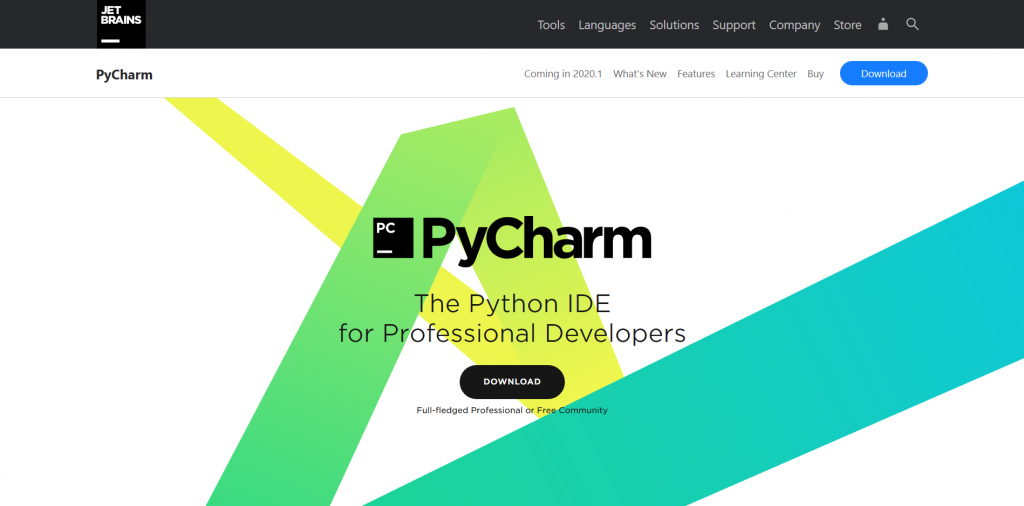 JET
BRAINS
Tools Languages Solutions Support Company Store
PyCharm
Coming in 2020.1 What's New Features Learning Center Buy Download
PC
PyCharm
The Python IDE
for Professional Developers
DOWNLOAD
Full-fledged Professional or Free Community